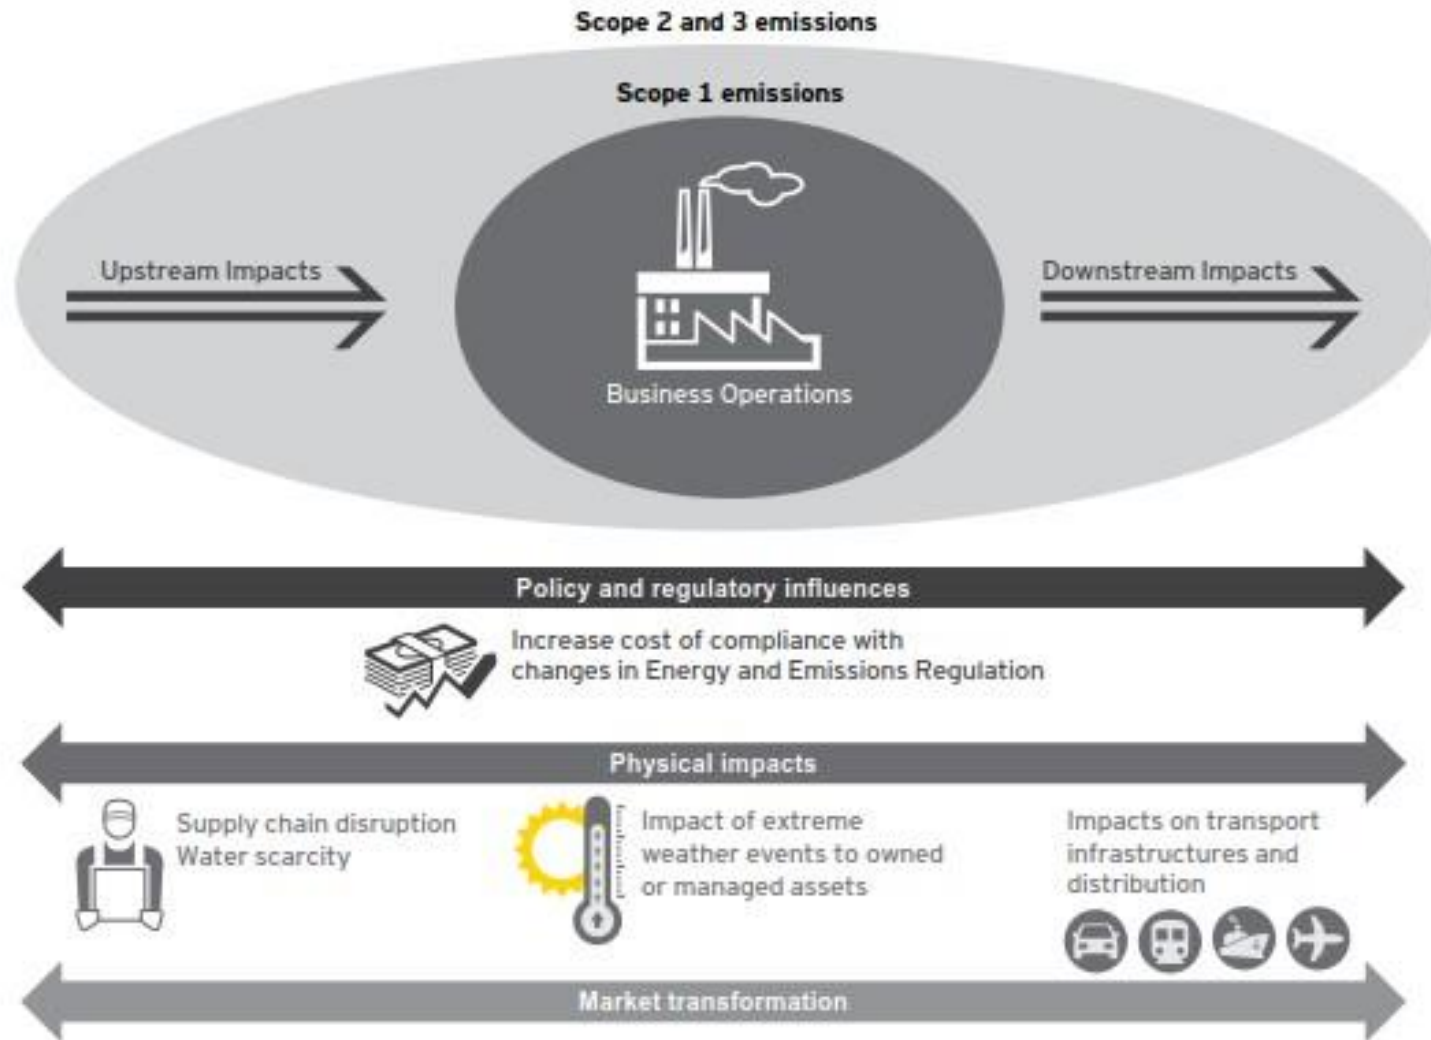 Scope 2 and 3 emissions
Scope 1 emissions
Upstream Impacts
Downstream Impacts
Business Operations
Policy and regulatory influences
Increase cost of compliance with
changes in Energy and Emissions Regulation
Physical impacts
Supply chain disruption
Water scarcity
Impact of extreme
weather events to owned
or managed assets
Impacts on transport
infrastructures and
distribution
Market transformation